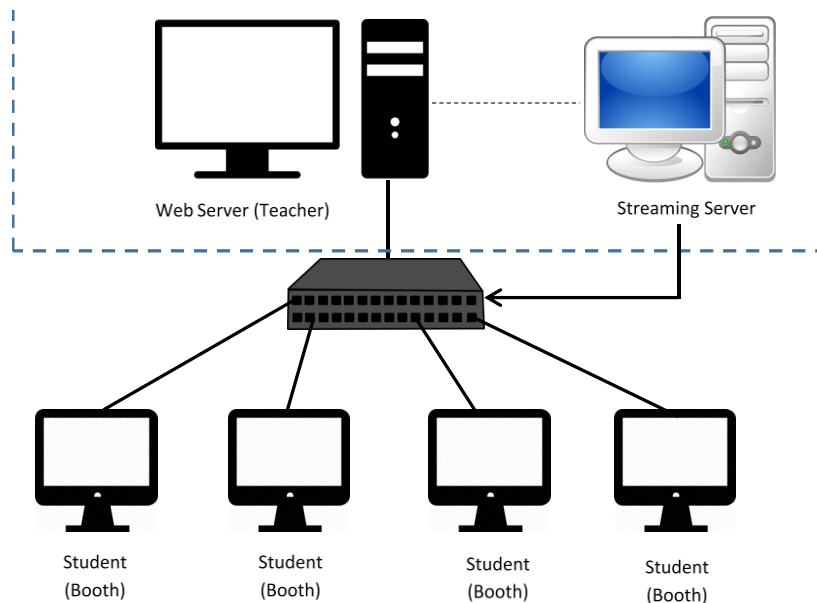 Web Server (Teacher)
Streaming Server
Student
(Booth)
Student
(Booth)
Student
(Booth)
Student
(Booth)